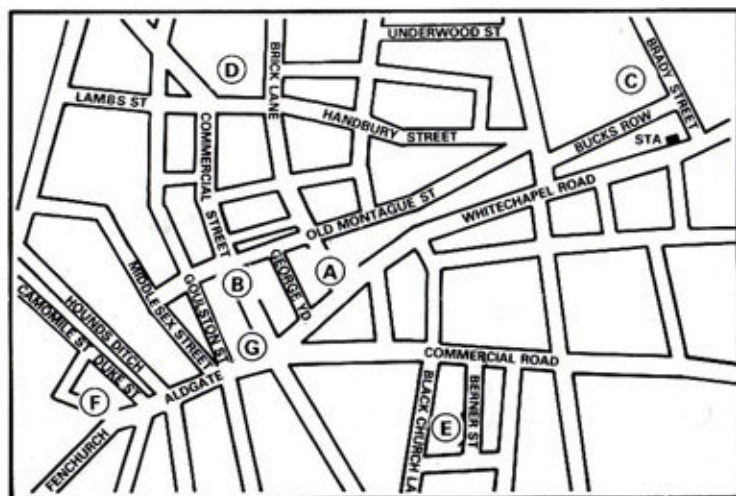 UNDERWOOD ST
BRICK LANE
D
C
BRADY STREET
LAMBS ST
COMMERCIAL STREET
HANDBURY STREET
BUCKS ROW
STA
OLD MONTAGUE ST
WHITECHAPEL ROAD
A
B
GEORGE YD.
MIDDLESEX STREET
GOULSTON ST
G
HOUNDS DITCH
CAMOMILE ST
DUKE ST
COMMERCIAL ROAD
ALDGATE
F
BLACK CHURCH LA
BERNER ST
E
FENCHURCH